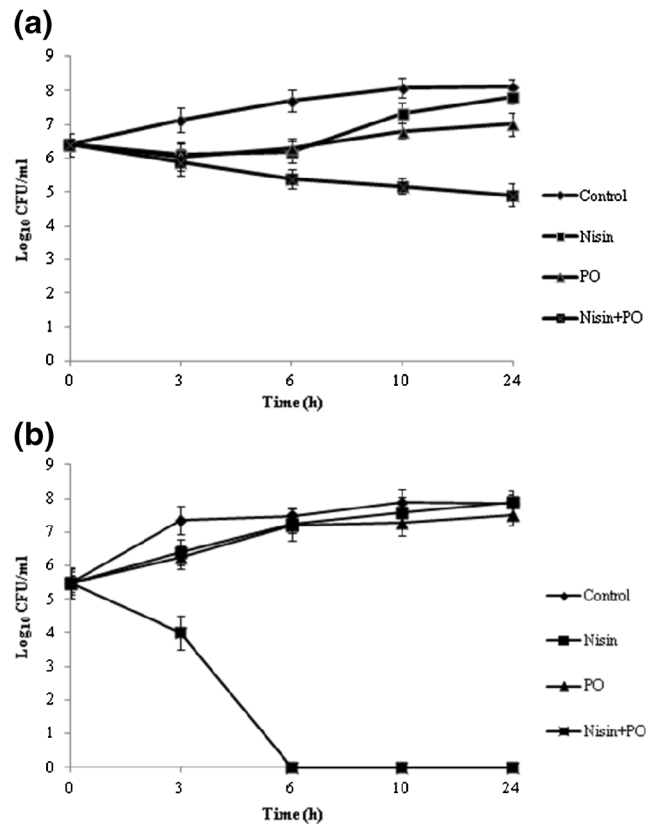 (a)
9
8
7
6
5
4
3
2
1
0
Log10 CFU/ml
0 3 6 10 24
Time (h)
Control
Nisin
PO
Nisin+PO
(b)
9
8
7
6
5
4
3
2
1
0
Log10 CFU/ml
0 3 6 10 24
Time (h)
Control
Nisin
PO
Nisin+PO